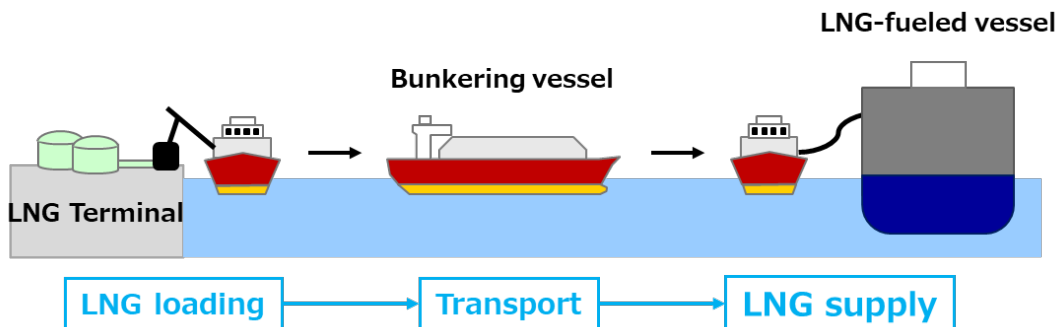 LNG-fueled vessel
Bunkering vessel
LNG Terminal
LNG loading
Transport
LNG supply